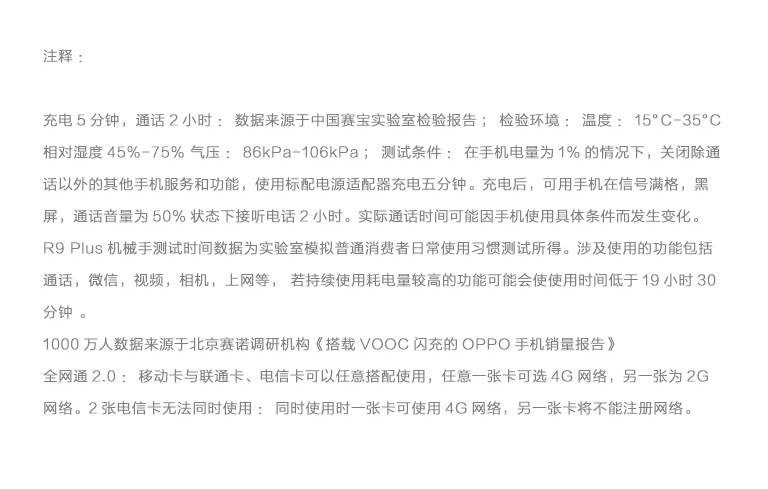 注释：
充电 5 分钟，通话 2 小时： 数据来源于中国赛宝实验室检验报告； 检验环境： 温度： 15°C-35°C
相对湿度 45%-75% 气压： 86kPa-106kPa； 测试条件： 在手机电量为 1% 的情况下，关闭除通
话以外的其他手机服务和功能，使用标配电源适配器充电五分钟。充电后，可用手机在信号满格，黑
屏，通话音量为 50% 状态下接听电话 2 小时。实际通话时间可能因手机使用具体条件而发生变化。
R9 Plus 机械手测试时间数据为实验室模拟普通消费者日常使用习惯测试所得。涉及使用的功能包括
通话，微信，视频，相机，上网等， 若持续使用耗电量较高的功能可能会使使用时间低于 19 小时 30
分钟 。
1000 万人数据来源于北京赛诺调研机构《搭载 VOOC 闪充的 OPPO 手机销量报告》
全网通 2.0： 移动卡与联通卡、电信卡可以任意搭配使用，任意一张卡可选 4G 网络，另一张为 2G
网络。2 张电信卡无法同时使用： 同时使用时一张卡可使用 4G 网络，另一张卡将不能注册网络。